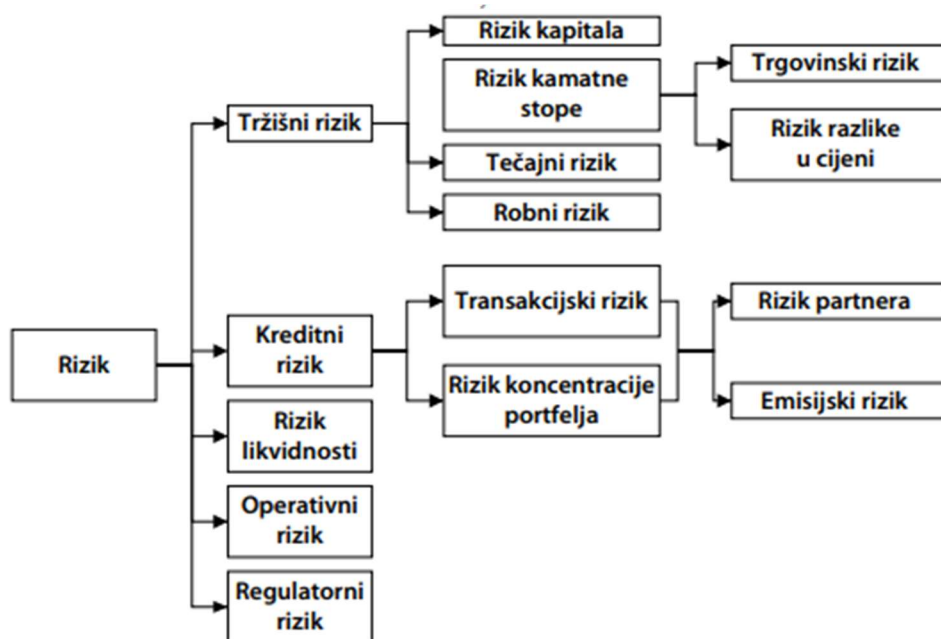 Rizik
Tržišni rizik
Kreditni
rizik
Rizik
likvidnosti
Operativni
rizik
Regulatorni
rizik
Rizik kapitala
Rizik kamatne
stope
Tečajni rizik
Robni rizik
Transakcijski rizik
Rizik koncentracije
portfelja
Trgovinski rizik
Rizik razlike
u cijeni
Rizik partnera
Emisijski rizik